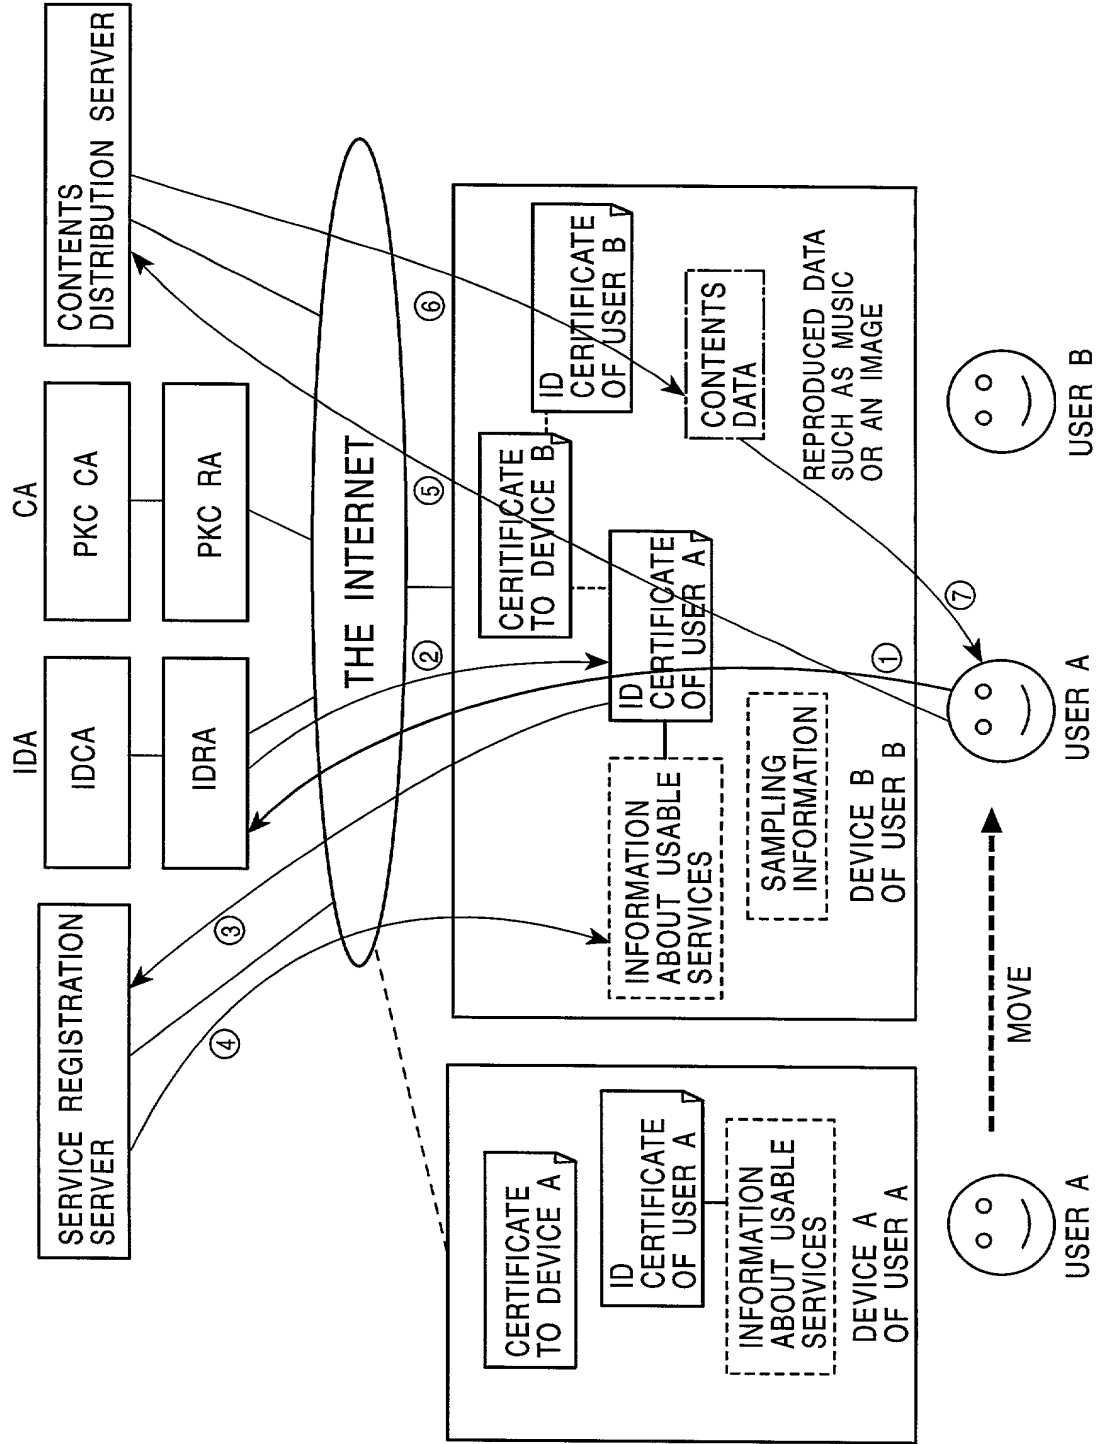 SERVICE REGISTRATION
SERVER
IDA
IDCA
IDRA
CA
PKC CA
PKC RA
CONTENTS
DISTRIBUTION SERVER
THE INTERNET
④
③
②
⑤
⑥
CERTIFICATE
TO DEVICE A
ID
CERTIFICATE
OF USER A
INFORMATION
ABOUT USABLE
SERVICES
DEVICE A
OF USER A
CERITIFICATE
TO DEVICE B
ID
CERTIFICATE
OF USER B
ID
CERTIFICATE
OF USER A
INFORMATION
ABOUT USABLE
SERVICES
SAMPLING
INFORMATION
CONTENTS
DATA
REPRODUCED DATA
SUCH AS MUSIC
OR AN IMAGE
DEVICE B
OF USER B
①
⑦
USER A
MOVE
USER A
USER B